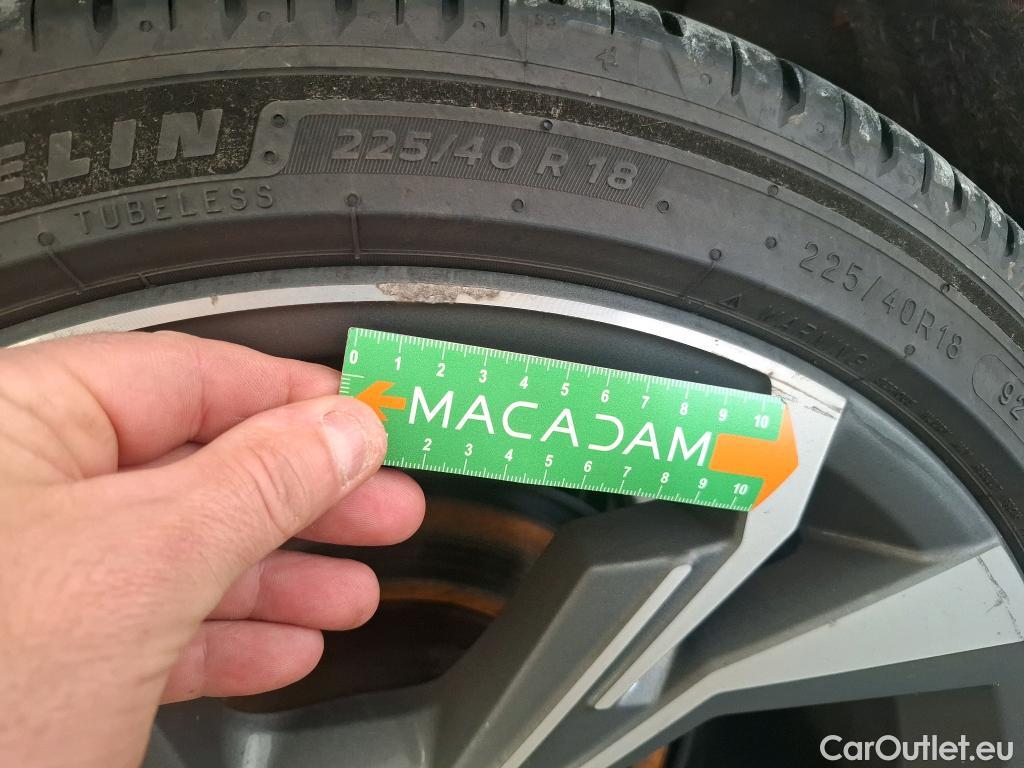 ELIN
225/40 R 18
TUBELESS
225/40R18
92
0 1 2 3 4 5 6 7 8 9 10
MACADAM
2 3 4 5 6 7 8 9 10
CarOutlet.eu